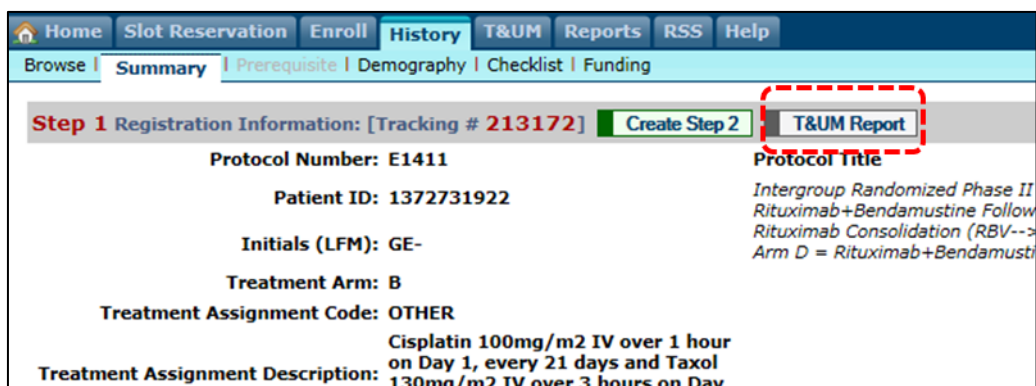 Home Slot Reservation Enroll History T&UM Reports RSS Help
Browse | Summary | Prerequisite | Demography | Checklist | Funding
Step 1 Registration Information: [Tracking # 213172] Create Step 2 T&UM Report
Protocol Number: E1411 Protocol Title
Patient ID: 1372731922 Intergroup Randomized Phase II
Rituximab+Bendamustine Follow
Initials (LFM): GE- Rituximab Consolidation (RBV-->
Arm D = Rituximab+Bendamusti
Treatment Arm: B
Treatment Assignment Code: OTHER
Treatment Assignment Description: Cisplatin 100mg/m2 IV over 1 hour
on Day 1, every 21 days and Taxol
130mg/m2 IV over 3 hours on Day